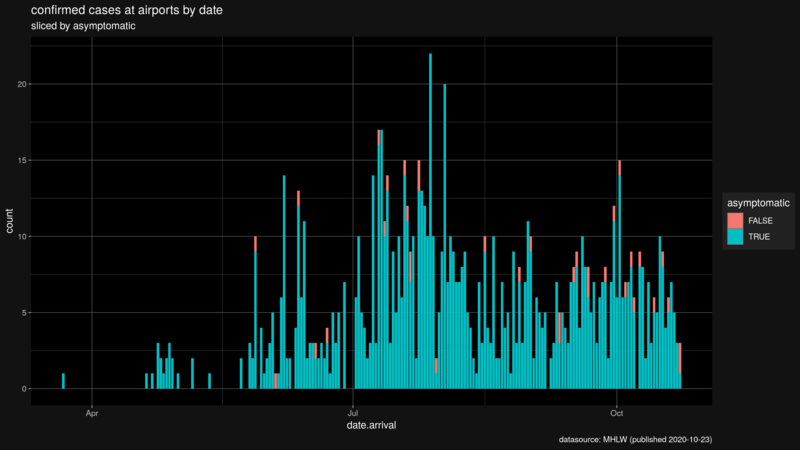 confirmed cases at airports by date
sliced by asymptomatic
count
20
15
10
5
0
Apr
Jul
Oct
date.arrival
asymptomatic
FALSE
TRUE
datasource: MHLW (published 2020-10-23)